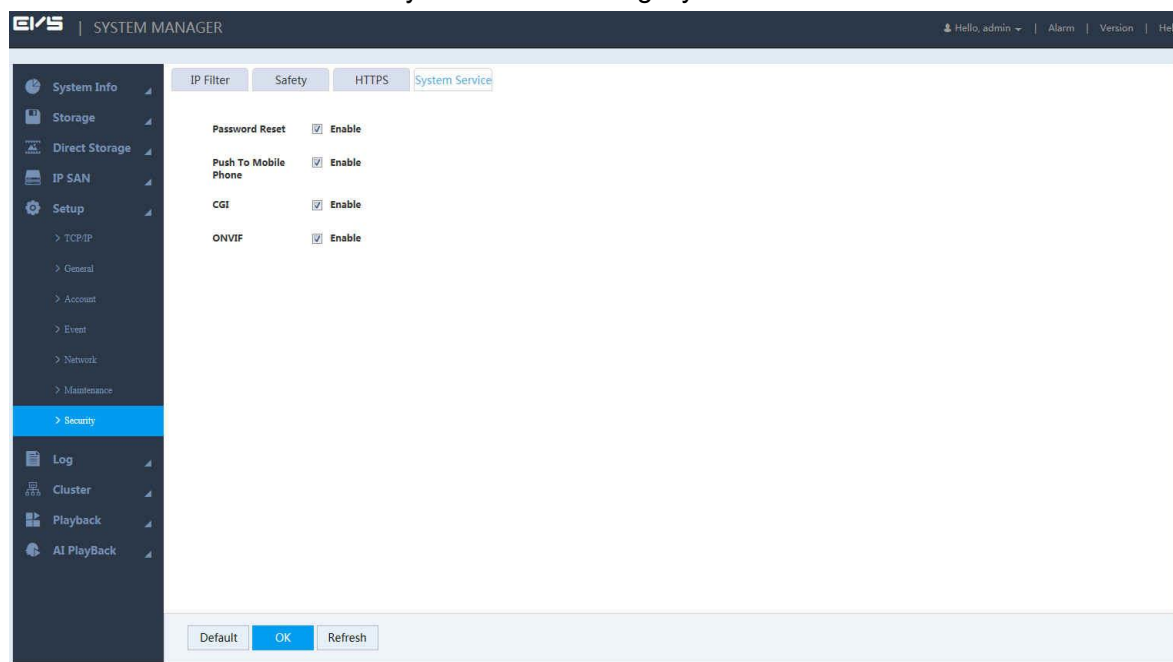 EVS | SYSTEM MANAGER
Hello, admin | Alarm | Version | Hel
System Info
Storage
Direct Storage
IP SAN
Setup
> TCP/IP
> General
> Account
> Event
> Network
> Maintenance
> Security
Log
Cluster
Playback
AI PlayBack
IP Filter Safety HTTPS System Service
Password Reset Enable
Push To Mobile Enable
Phone
CGI Enable
ONVIF Enable
Default OK Refresh